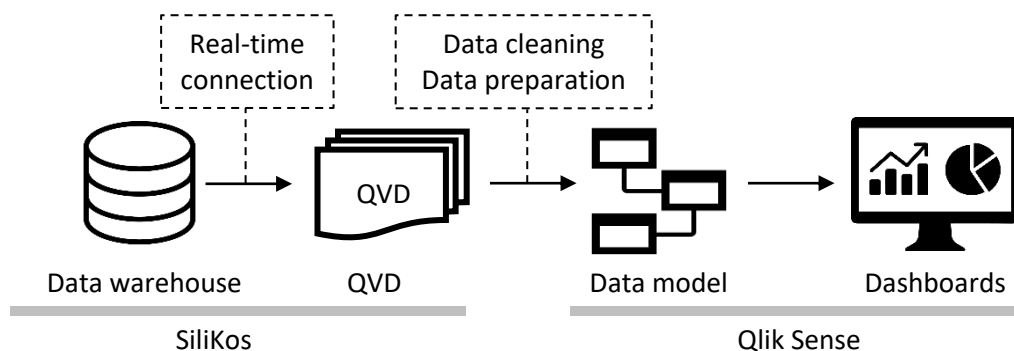 Real-time
connection
Data cleaning
Data preparation
QVD
Data warehouse
QVD
Data model
Dashboards
SiliKos
Qlik Sense